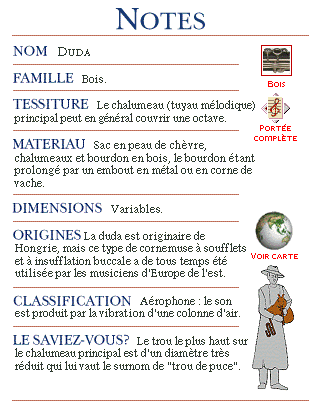 NOTES
NOM DUDA
FAMILLE Bois.
Bois
TESSITURE Le chalumeau (tuyau mélodique)
principal peut en général couvrir une octave.
PORTÉE
COMPLÈTE
MATERIAU Sac en peau de chèvre,
chalumeaux et bourdon en bois, le bourdon étant
prolongé par un embout en métal ou en corne de
vache.
DIMENSIONS Variables.
ORIGINES La duda est originaire de
Hongrie, mais ce type de cornemuse à soufflets
et à insufflation buccale a de tous temps été
utilisée par les musiciens d'Europe de l'est.
VOIR CARTE
CLASSIFICATION Aérophone : le son
est produit par la vibration d'une colonne d'air.
LE SAVIEZ-VOUS? Le trou le plus haut sur
le chalumeau principal est d'un diamètre très
réduit qui lui vaut le surnom de "trou de puce".